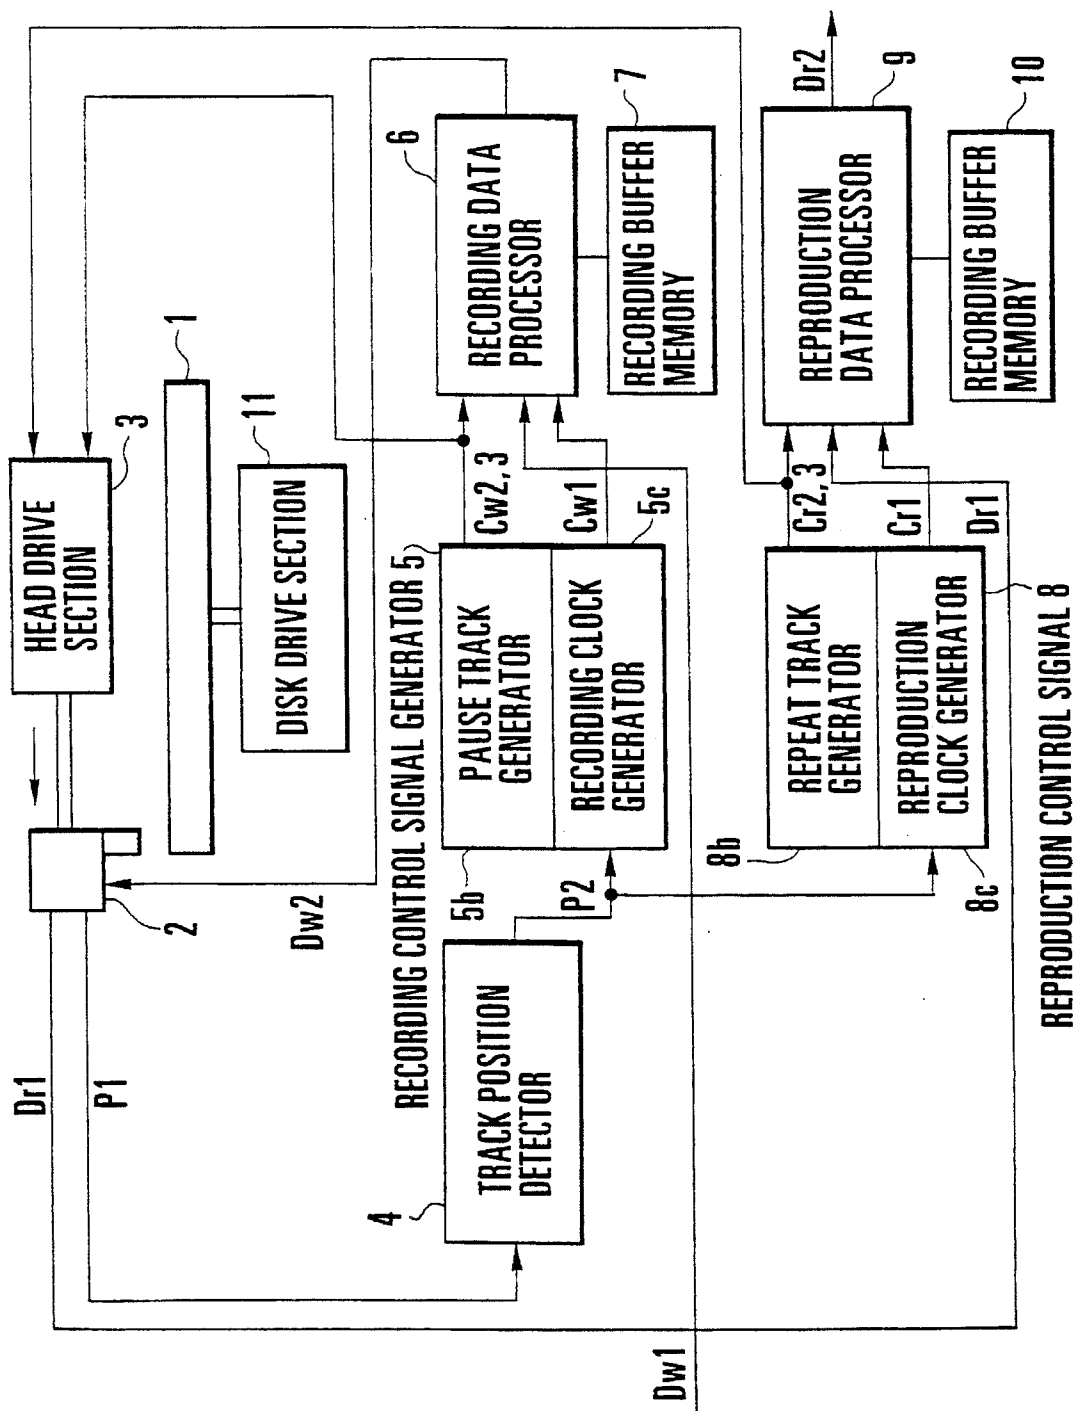 Dr1
P1
2
Dw2
HEAD DRIVE
SECTION
3
1
DISK DRIVE SECTION
11
4
TRACK POSITION
DETECTOR
P2
RECORDING CONTROL SIGNAL GENERATOR 5
PAUSE TRACK
GENERATOR
5b
RECORDING CLOCK
GENERATOR
5c
Cw2, 3
Cw1
6
RECORDING DATA
PROCESSOR
7
RECORDING BUFFER
MEMORY
Dw1
8b
REPEAT TRACK
GENERATOR
REPRODUCTION
CLOCK GENERATOR
8c
REPRODUCTION CONTROL SIGNAL 8
Cr2, 3
Cr1
Dr1
REPRODUCTION
DATA PROCESSOR
9
Dr2
RECORDING BUFFER
MEMORY
10